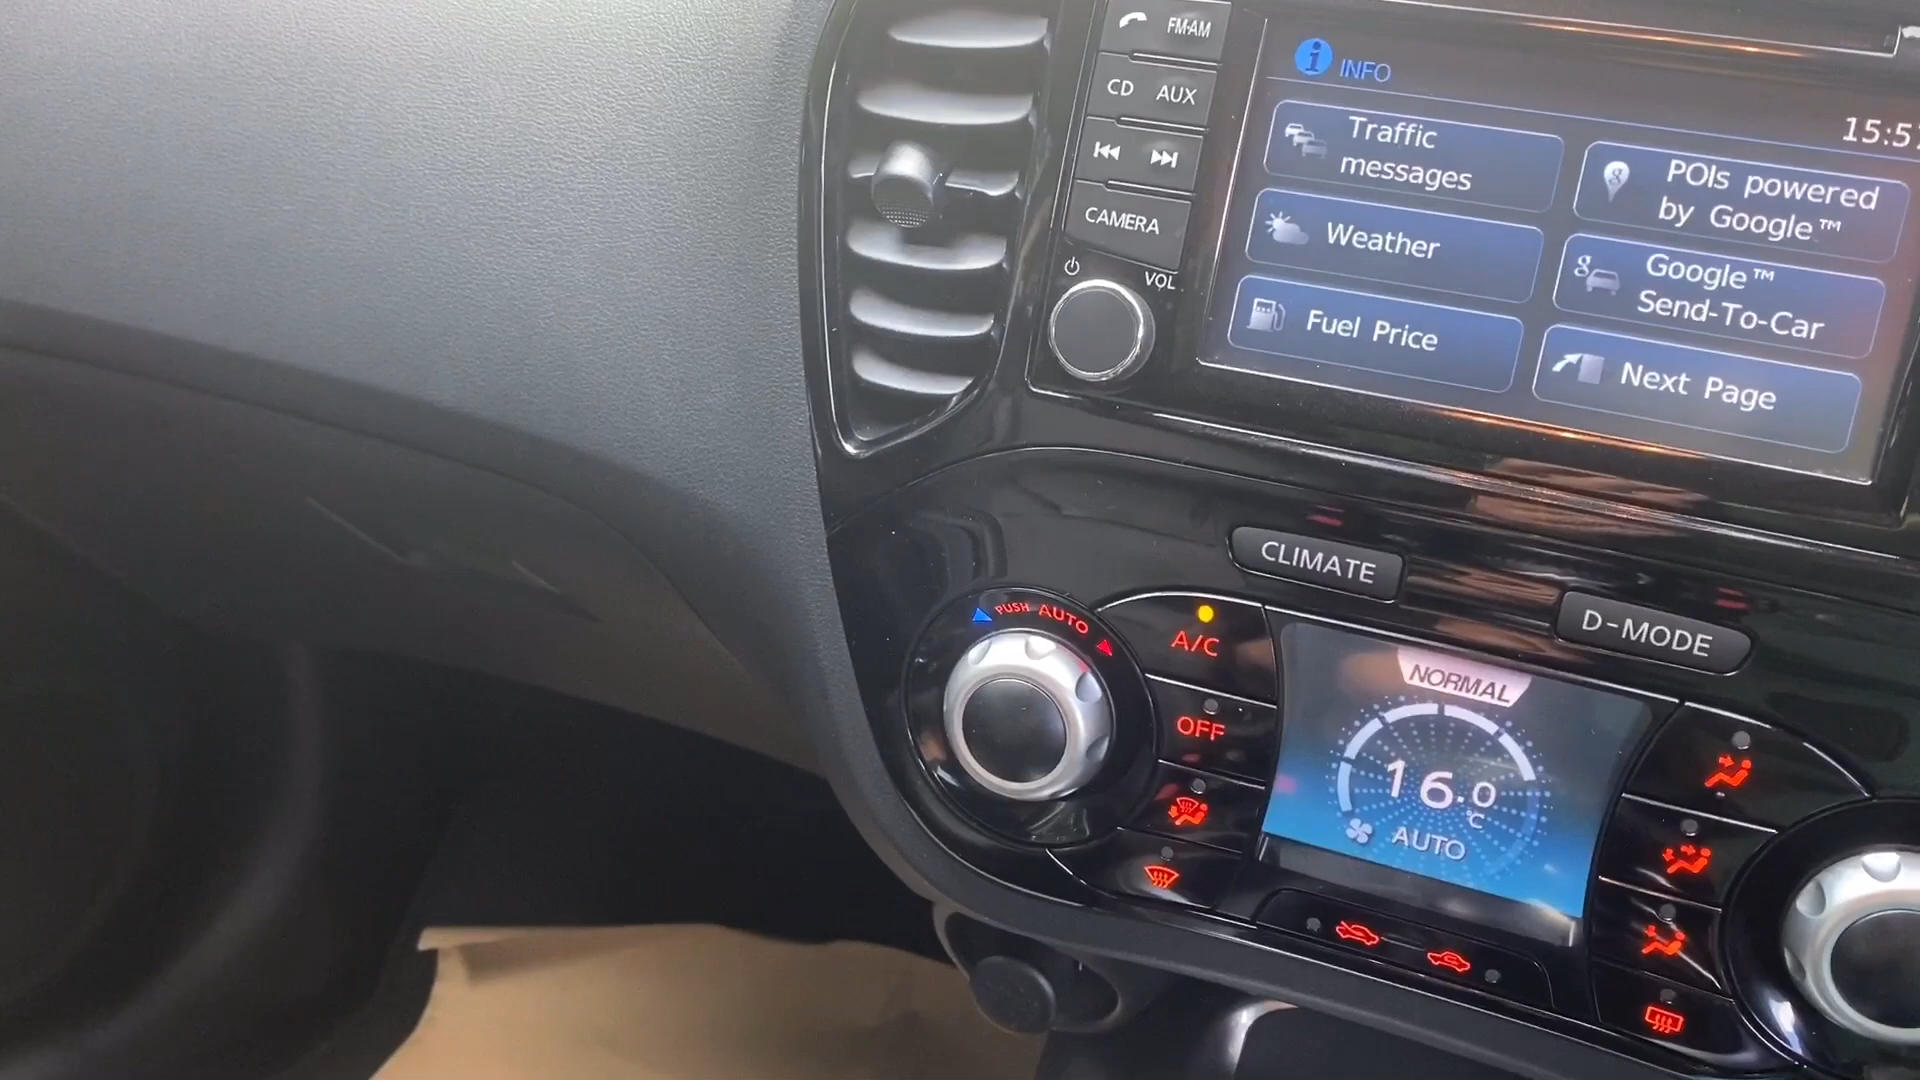 FM·AM
CD AUX
CAMERA
VOL
INFO
15:57
Traffic
messages
POIs powered
by Google™
Weather
Google™
Send-To-Car
Fuel Price
Next Page
CLIMATE
D-MODE
PUSH AUTO
A/C
OFF
NORMAL
16.0
°C
AUTO